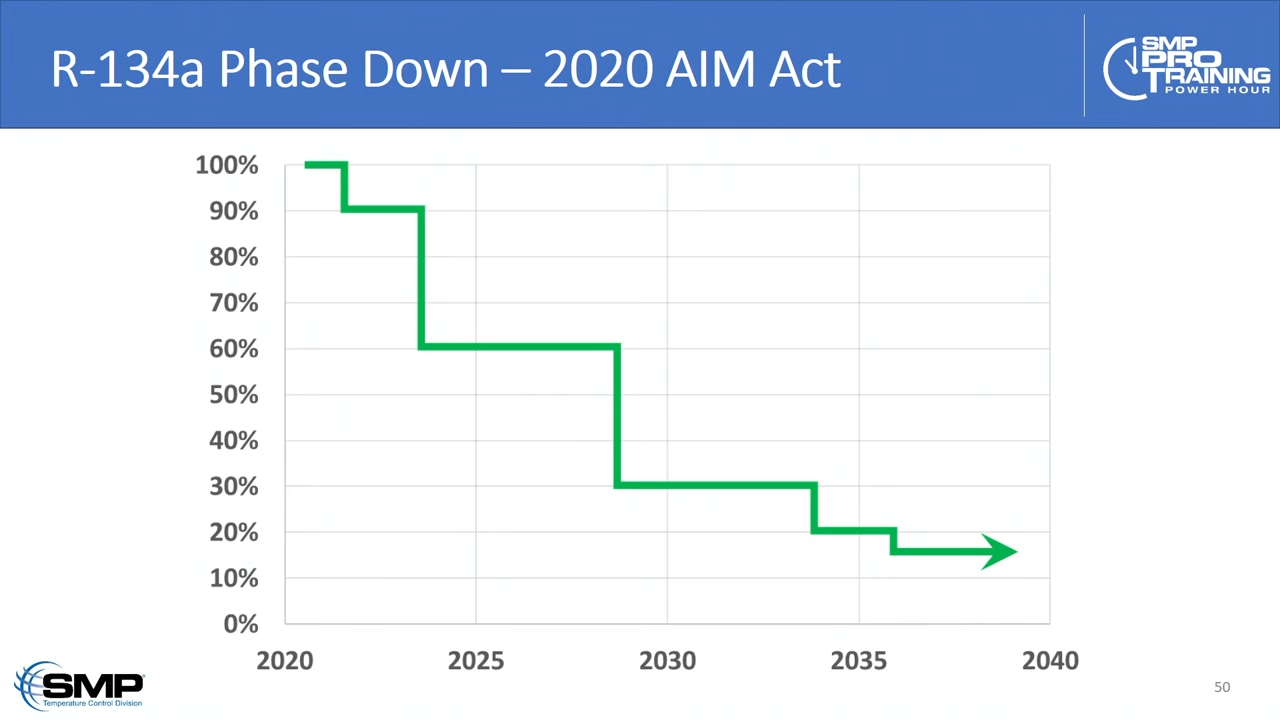 R-134a Phase Down – 2020 AIM Act
SMP
PRO
TRAINING
POWER HOUR
100%
90%
80%
70%
60%
50%
40%
30%
20%
10%
0%
2020 2025 2030 2035 2040
SMP
Temperature Control Division
50